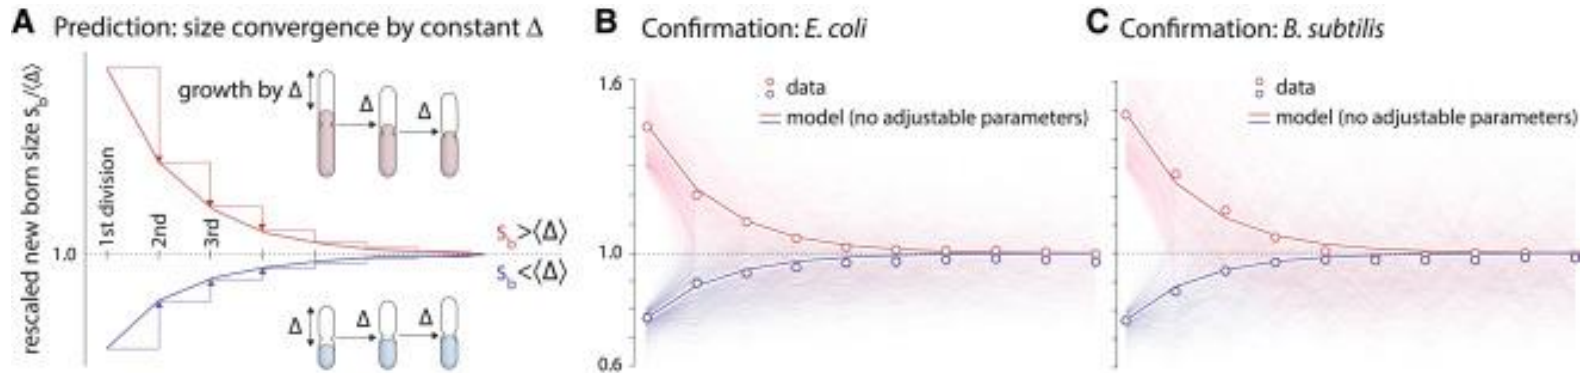 A Prediction: size convergence by constant Δ
rescaled new born size s_b/⟨Δ⟩
1.0
1st division
2nd
3rd
growth by Δ
Δ
Δ
s_b>⟨Δ⟩
s_b<⟨Δ⟩
Δ
Δ
Δ
B Confirmation: E. coli
1.6
1.0
0.6
data
model (no adjustable parameters)
C Confirmation: B. subtilis
data
model (no adjustable parameters)